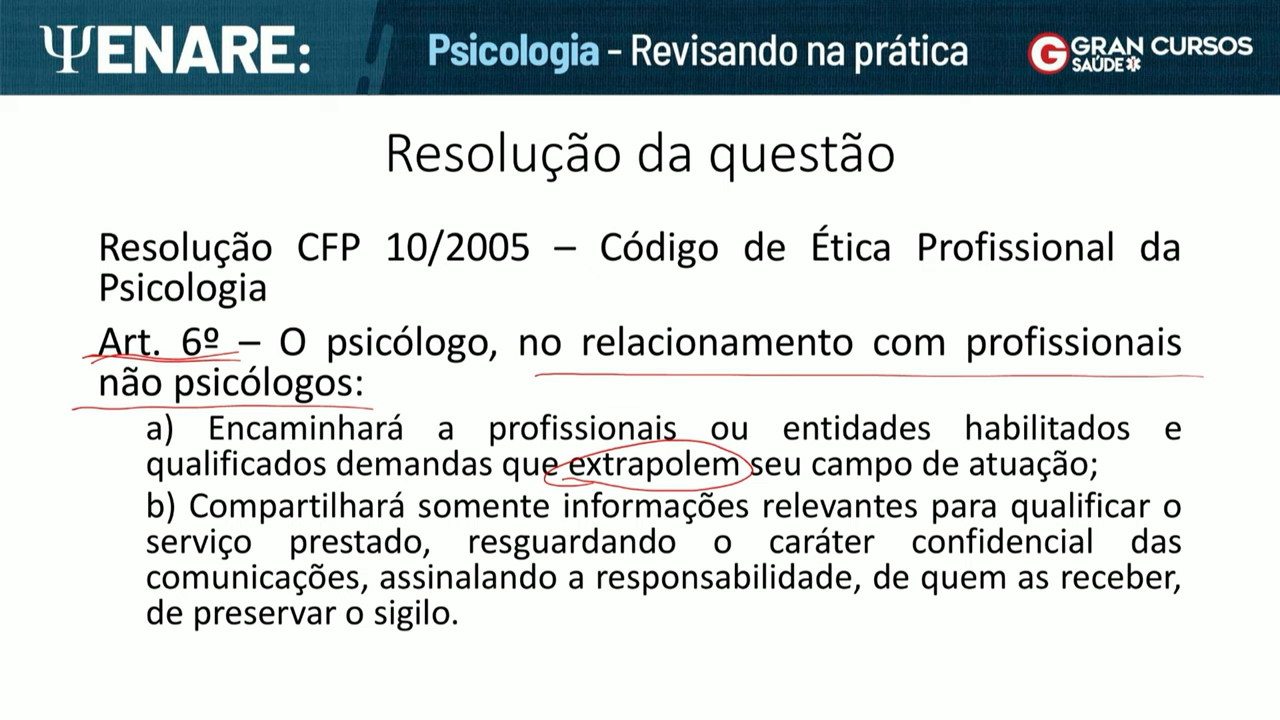 ΨENARE:
Psicologia - Revisando na prática
GRAN CURSOS
SAÚDE
Resolução da questão
Resolução CFP 10/2005 – Código de Ética Profissional da
Psicologia
Art. 6º – O psicólogo, no relacionamento com profissionais
não psicólogos:
a) Encaminhará a profissionais ou entidades habilitados e
qualificados demandas que extrapolem seu campo de atuação;
b) Compartilhará somente informações relevantes para qualificar o
serviço prestado, resguardando o caráter confidencial das
comunicações, assinalando a responsabilidade, de quem as receber,
de preservar o sigilo.